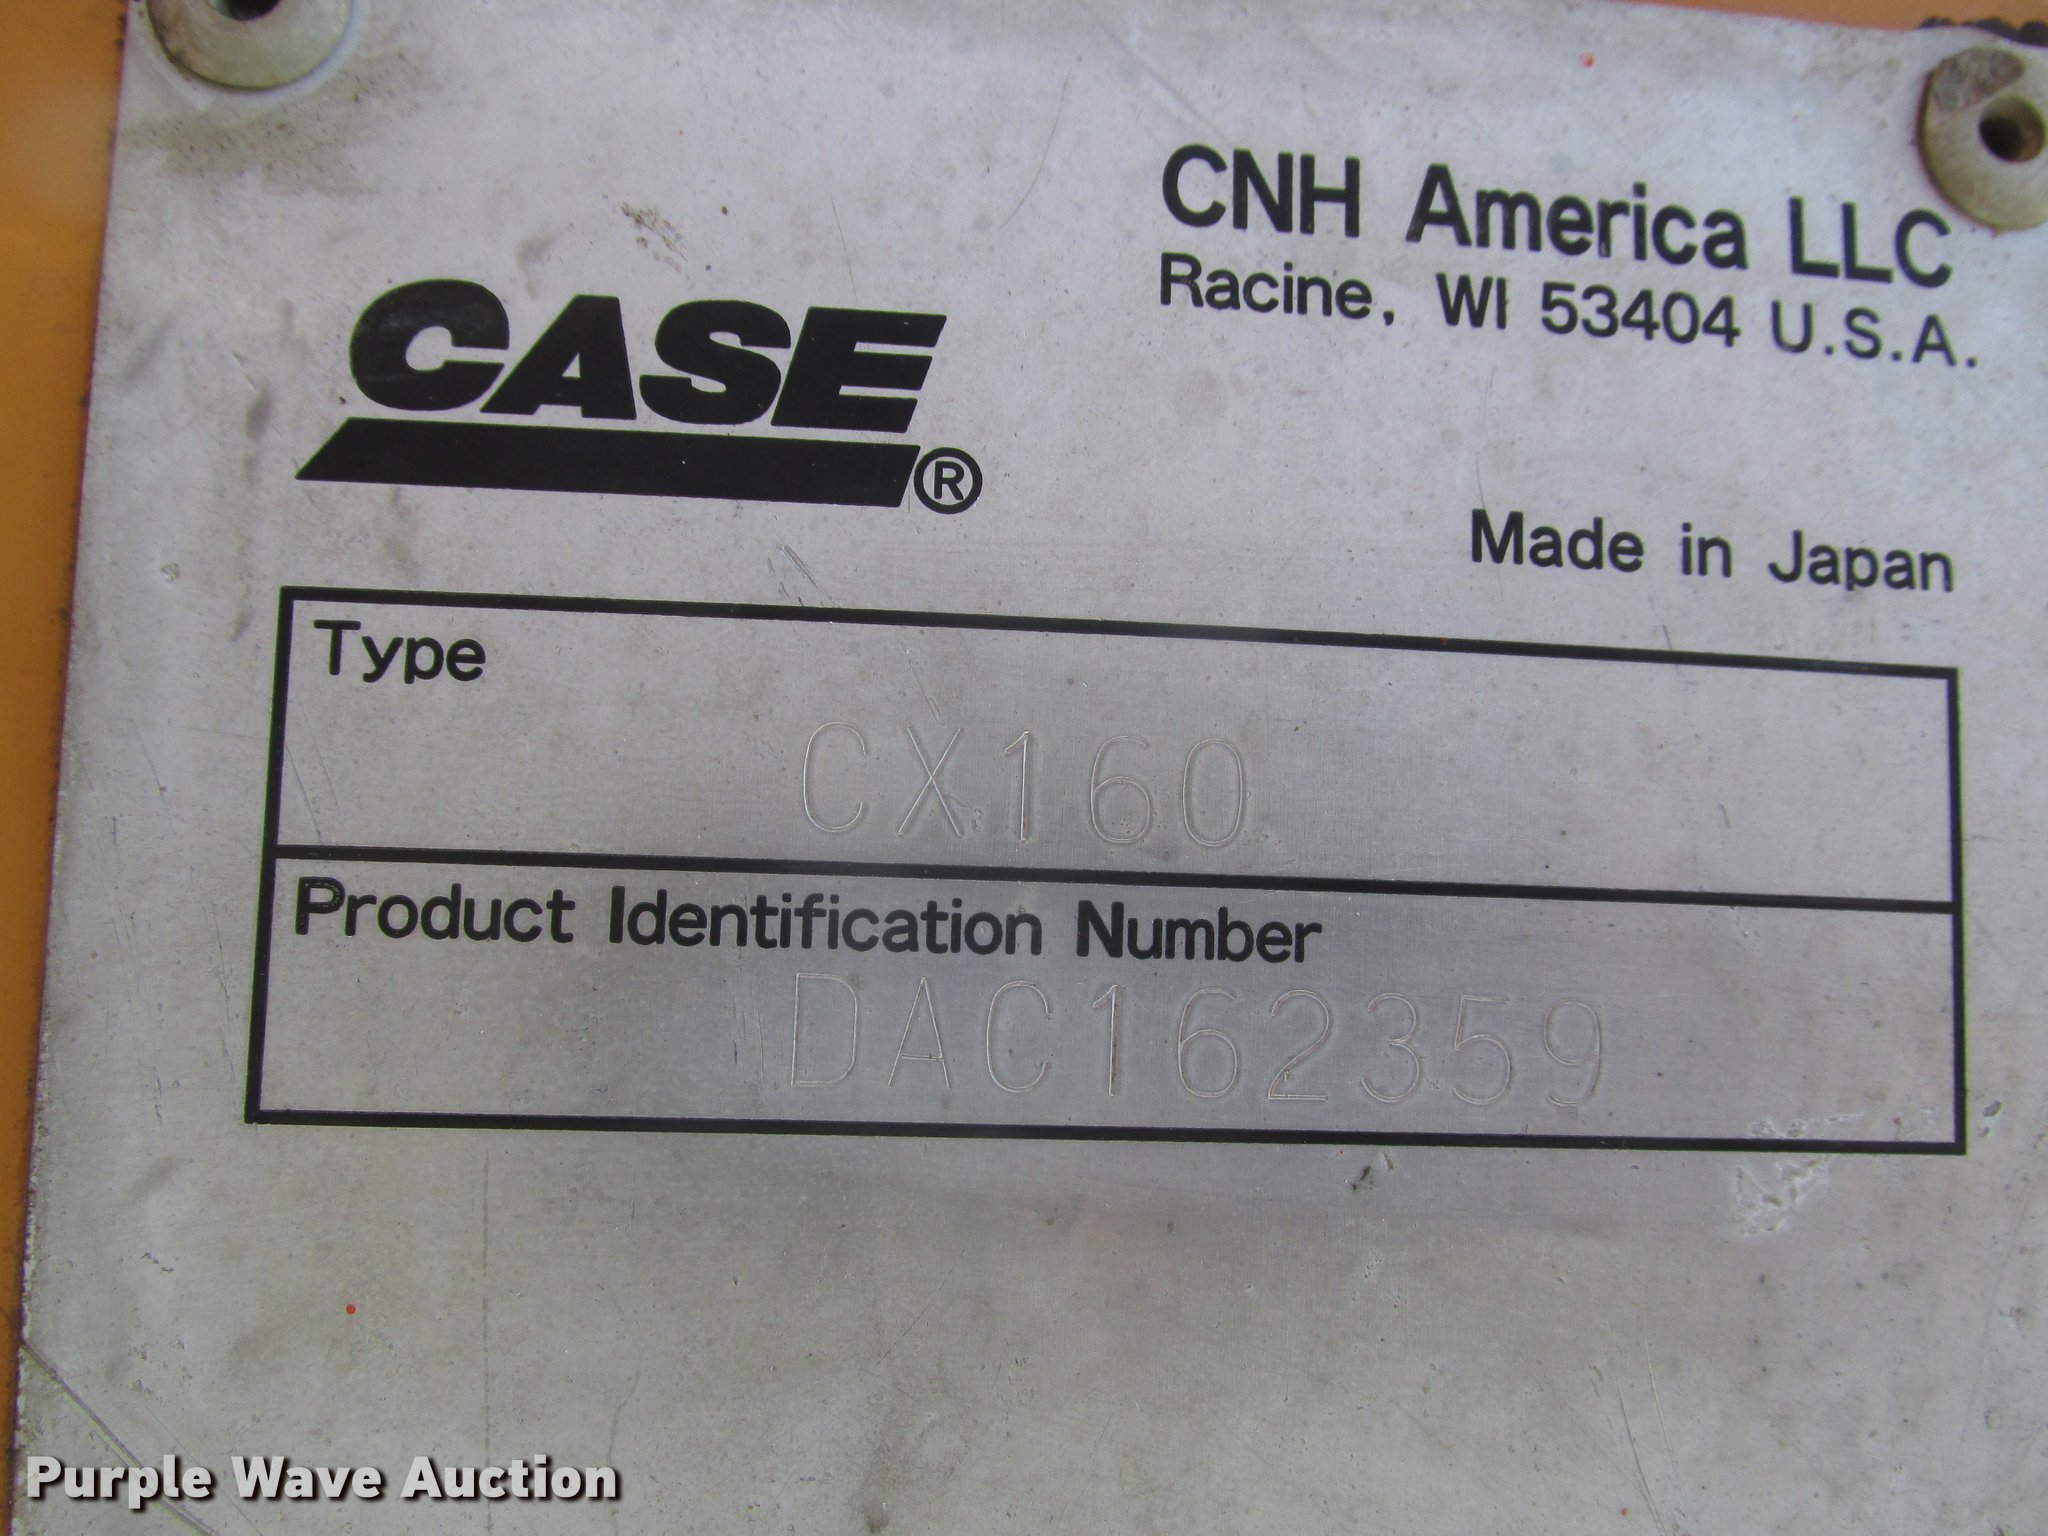 CNH America LLC
Racine, WI 53404 U.S.A.
CASE®
Made in Japan
Type
CX160
Product Identification Number
DAC162359
Purple Wave Auction